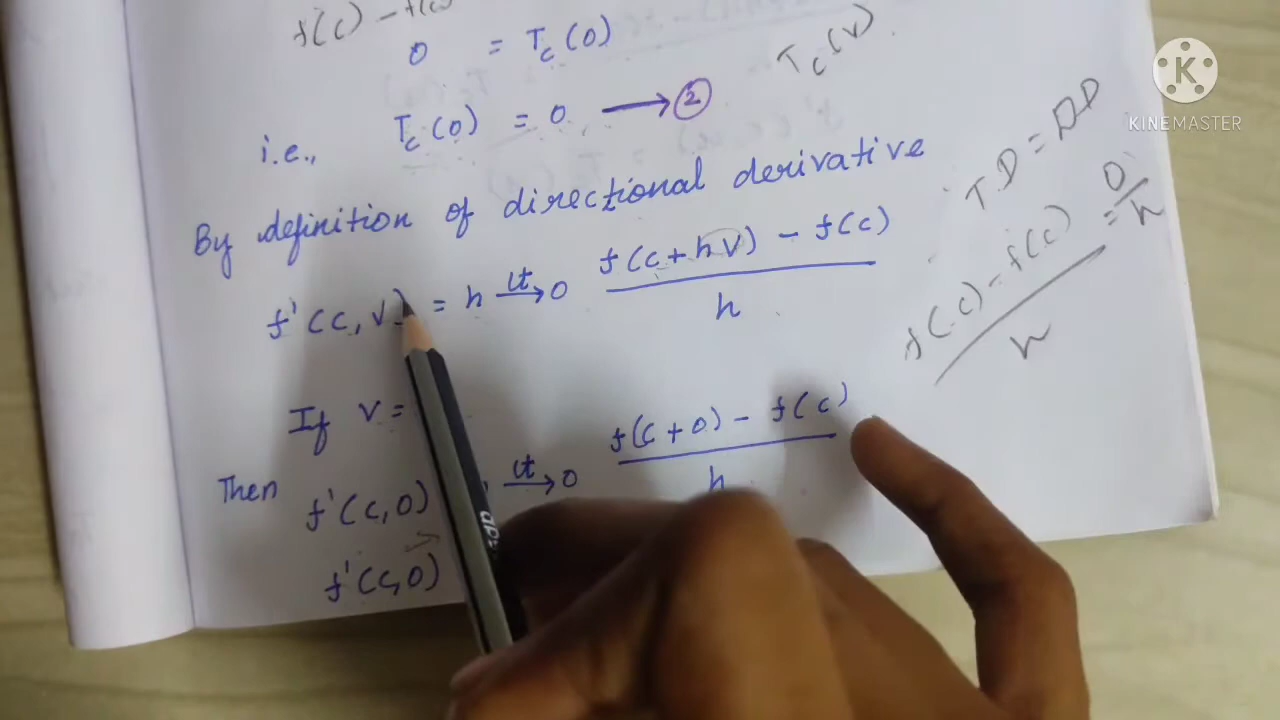 f(c) - f(c)
0 = T_c(0)
T_c(v)
i.e., T_c(0) = 0 ⟶ ②
By definition of directional derivative
f'(c, v) = h lt→ 0 f(c + hv) - f(c) / h
If v =
Then f'(c, 0) lt→ 0 f(c + 0) - f(c) / h
f'(c, 0)
T.D = DD
f(c) - f(c) / h = 0/h
K
KINEMASTER